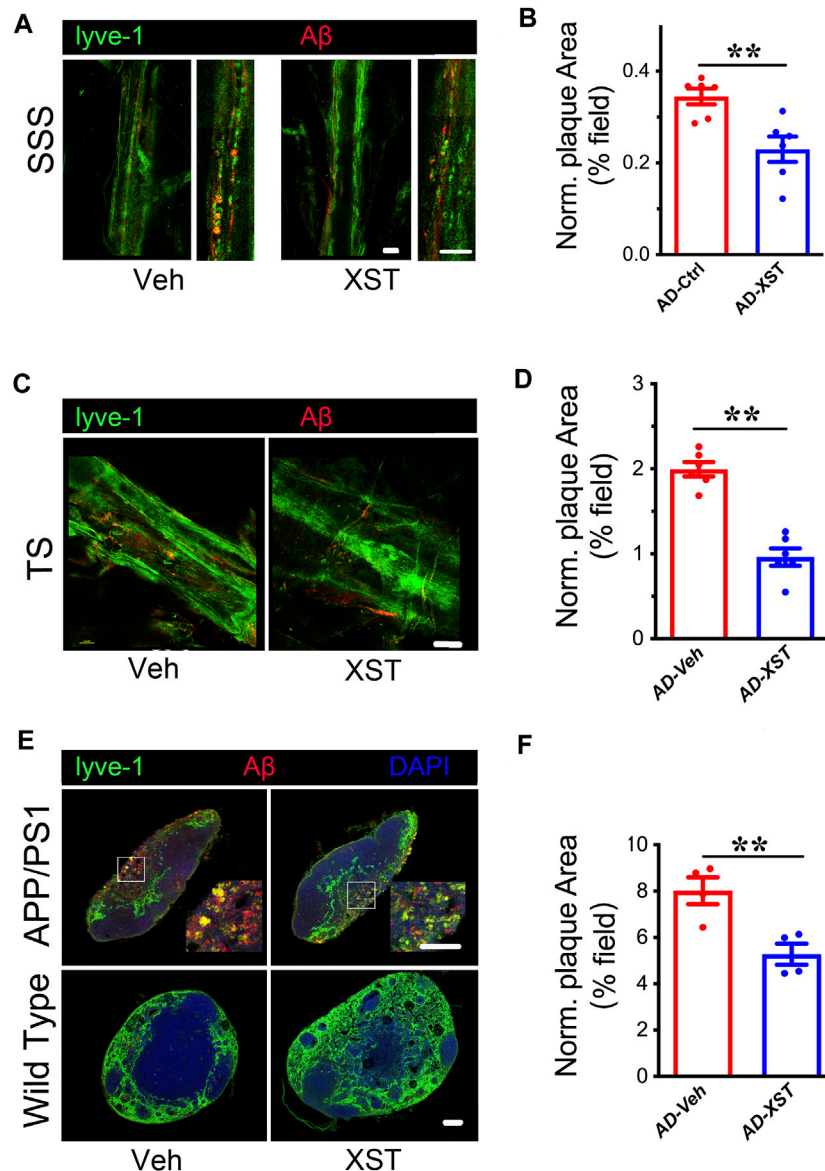 A
lyve-1 Aβ
SSS
Veh XST
B
Norm. plaque Area
(% field)
0.4
0.2
0.0
**
AD-Ctrl AD-XST
C
lyve-1 Aβ
TS
Veh XST
D
Norm. plaque Area
(% field)
3
2
1
0
**
AD-Veh AD-XST
E
lyve-1 Aβ DAPI
APP/PS1
Wild Type
Veh XST
F
Norm. plaque Area
(% field)
10
8
6
4
2
0
**
AD-Veh AD-XST